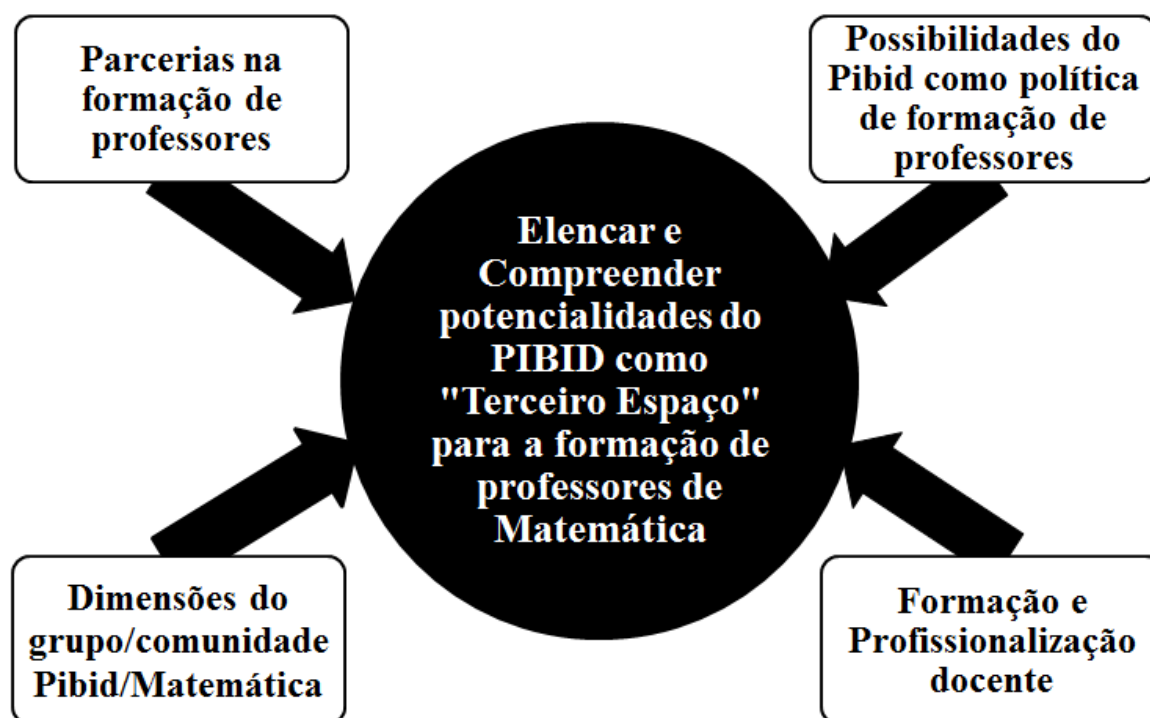 Parcerias na
formação de
professores
Possibilidades do
Pibid como política
de formação de
professores
Elencar e
Compreender
potencialidades do
PIBID como
"Terceiro Espaço"
para a formação de
professores de
Matemática
Dimensões do
grupo/comunidade
Pibid/Matemática
Formação e
Profissionalização
docente